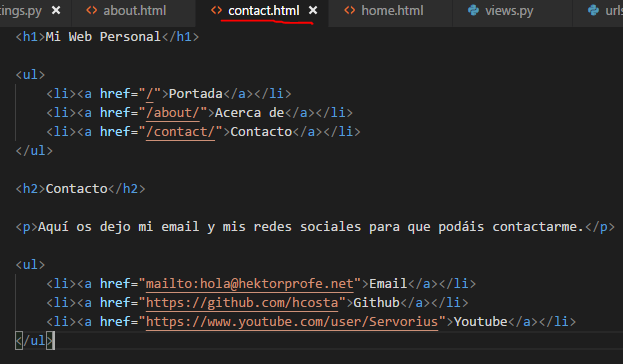 ings.py × about.html contact.html × home.html views.py urls
<h1>Mi Web Personal</h1>
<ul>
<li><a href="/">Portada</a></li>
<li><a href="/about/">Acerca de</a></li>
<li><a href="/contact/">Contacto</a></li>
</ul>
<h2>Contacto</h2>
<p>Aquí os dejo mi email y mis redes sociales para que podáis contactarme.</p>
<ul>
<li><a href="mailto:hola@hektorprofe.net">Email</a></li>
<li><a href="https://github.com/hcosta">Github</a></li>
<li><a href="https://www.youtube.com/user/Servorius">Youtube</a></li>
</ul>